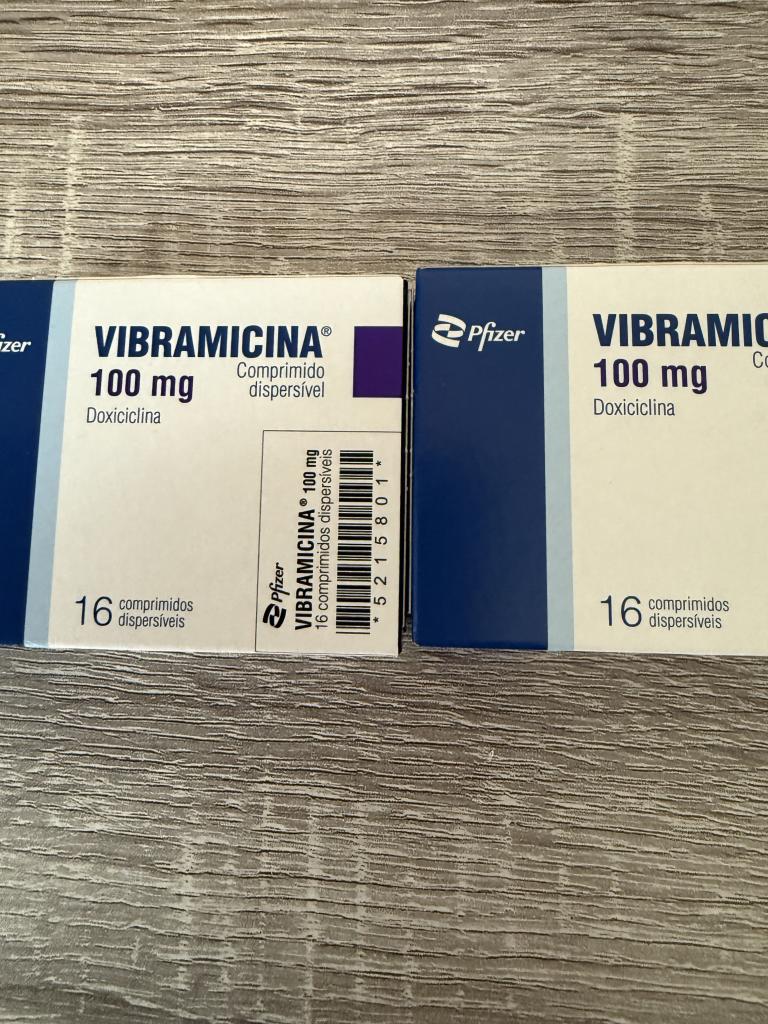 VIBRAMICINA®
100 mg
Comprimido
dispersível
Doxiciclina
Pfizer
VIBRAMICINA® 100 mg
16 comprimidos dispersíveis
*5215801*
16 comprimidos
dispersíveis
Pfizer
100 mg
Doxiciclina
16 comprimidos
dispersíveis